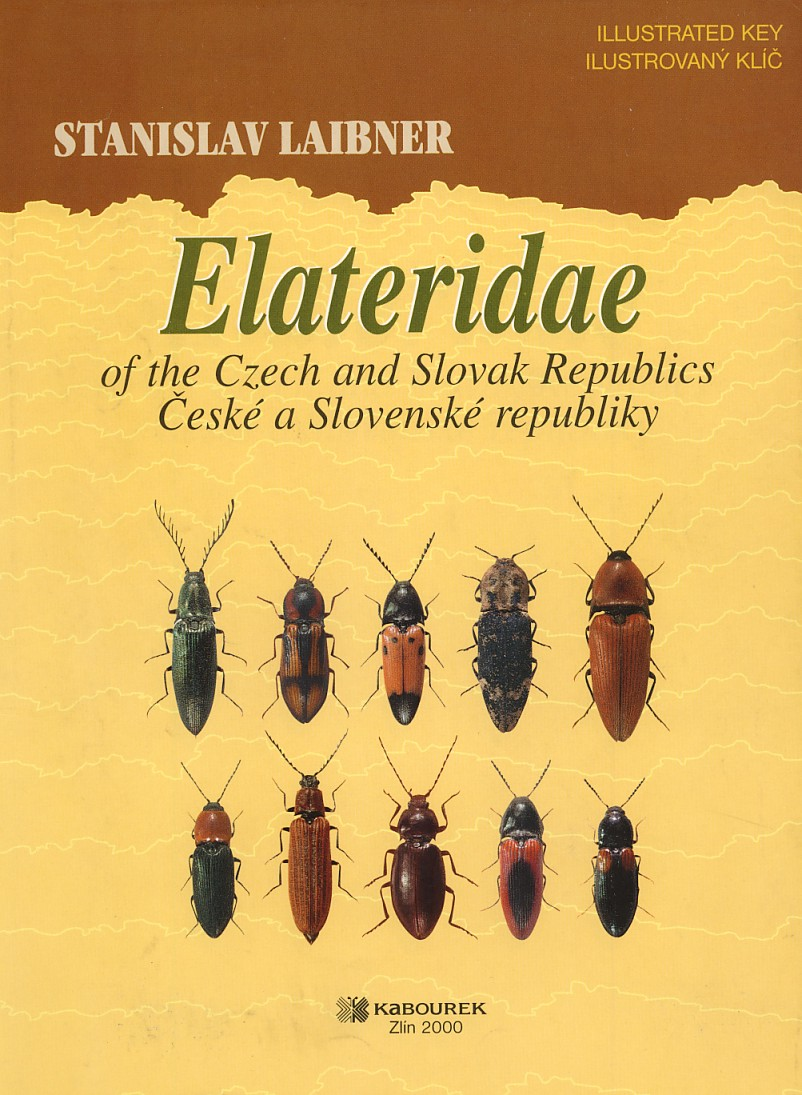 ILLUSTRATED KEY
ILUSTROVANÝ KLÍČ
STANISLAV LAIBNER
Elateridae
of the Czech and Slovak Republics
České a Slovenské republiky
KABOUREK
Zlín 2000